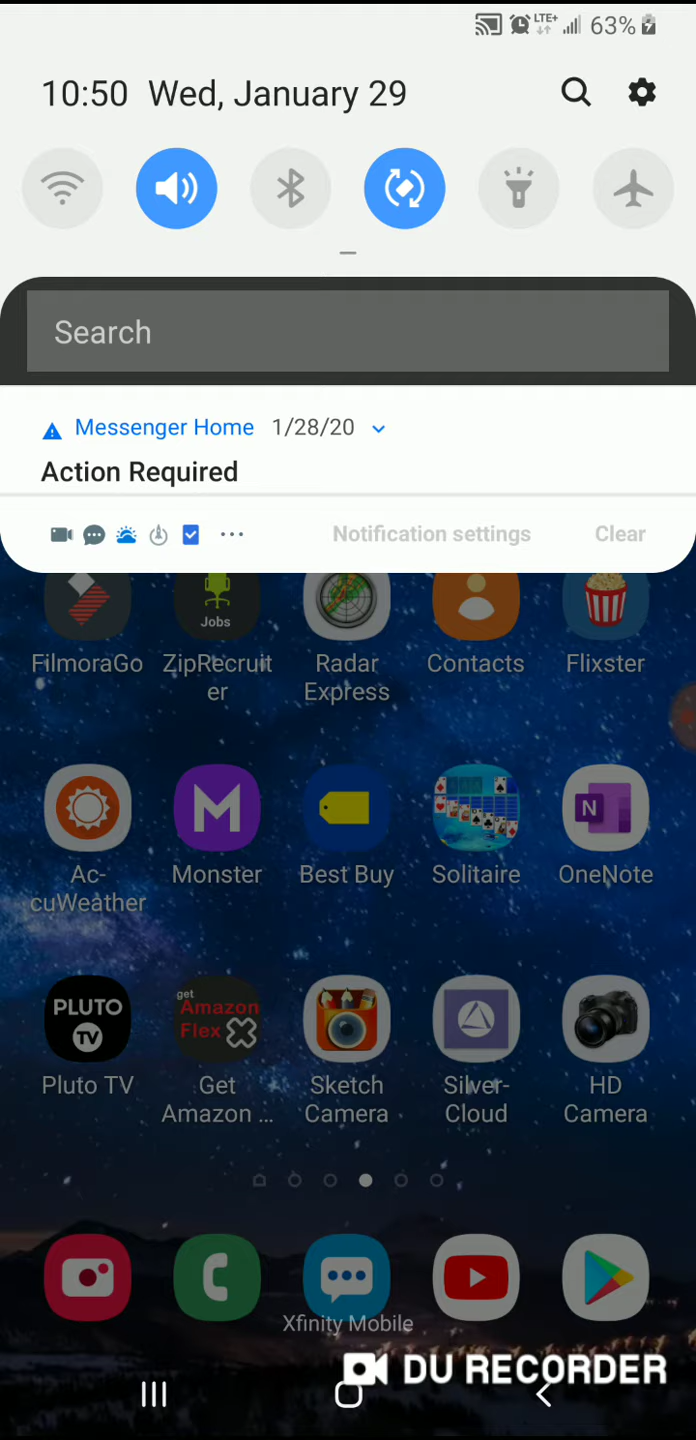 LTE+ 63%
10:50 Wed, January 29
Search
Messenger Home 1/28/20
Action Required
Notification settings Clear
Jobs
FilmoraGo ZipRecruit Radar Contacts Flixster
er Express
M N
Ac- Monster Best Buy Solitaire OneNote
cuWeather
PLUTO get
TV Amazon
Flex
Pluto TV Get Sketch Silver- HD
Amazon ... Camera Cloud Camera
Xfinity Mobile
DU RECORDER